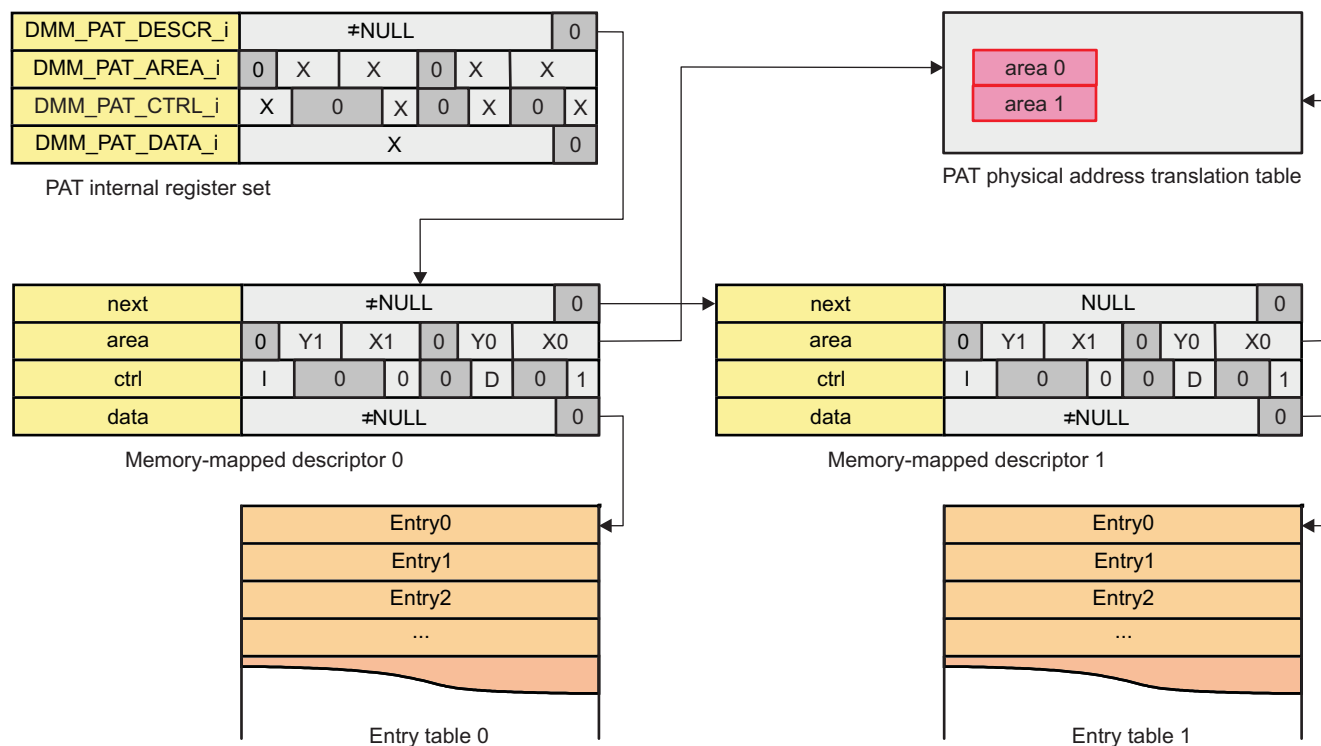 DMM_PAT_DESCR_i ≠NULL 0
DMM_PAT_AREA_i 0 X X 0 X X
DMM_PAT_CTRL_i X 0 X 0 X 0 X
DMM_PAT_DATA_i X 0
PAT internal register set
area 0
area 1
PAT physical address translation table
next ≠NULL 0
area 0 Y1 X1 0 Y0 X0
ctrl I 0 0 0 D 0 1
data ≠NULL 0
Memory-mapped descriptor 0
next NULL 0
area 0 Y1 X1 0 Y0 X0
ctrl I 0 0 0 D 0 1
data ≠NULL 0
Memory-mapped descriptor 1
Entry0
Entry1
Entry2
...
Entry table 0
Entry0
Entry1
Entry2
...
Entry table 1